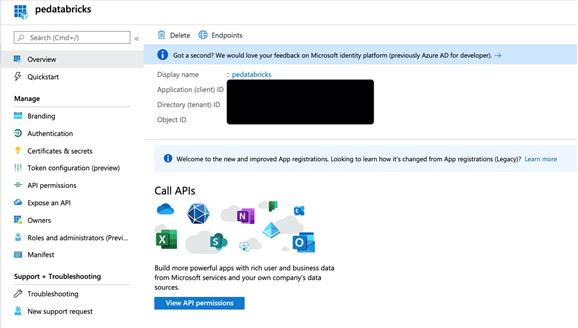 pedatabricks
Search (Cmd+/)
«
Overview
Quickstart
Manage
Branding
Authentication
Certificates & secrets
Token configuration (preview)
API permissions
Expose an API
Owners
Roles and administrators (Previ...
Manifest
Support + Troubleshooting
Troubleshooting
New support request
Delete
Endpoints
Got a second? We would love your feedback on Microsoft identity platform (previously Azure AD for developer). →
Display name : pedatabricks
Application (client) ID
Directory (tenant) ID
Object ID
Welcome to the new and improved App registrations. Looking to learn how it's changed from App registrations (Legacy)? Learn more
Call APIs
N
X
S
O
Build more powerful apps with rich user and business data
from Microsoft services and your own company's data
sources.
View API permissions